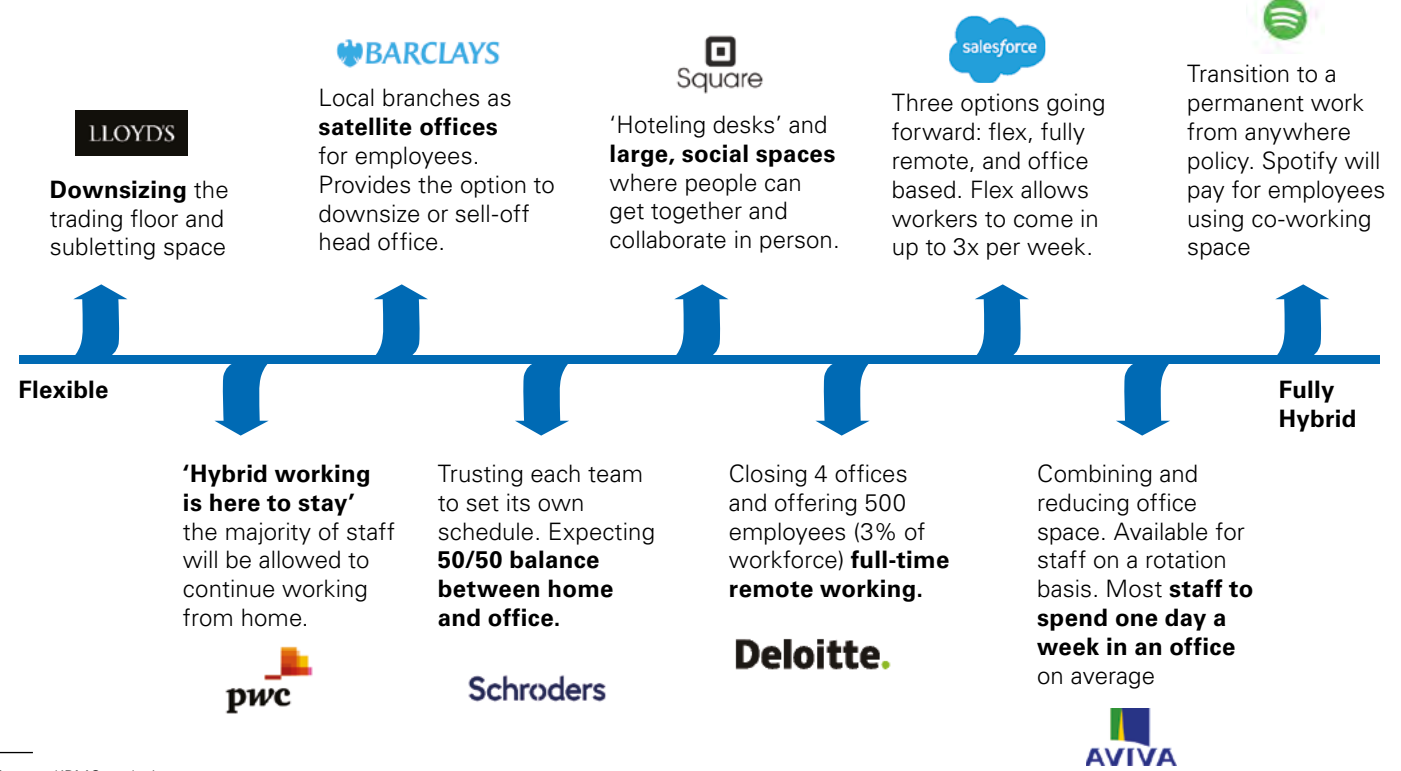 LLOYD'S
Downsizing the
trading floor and
subletting space
BARCLAYS
Local branches as
satellite offices
for employees.
Provides the option to
downsize or sell-off
head office.
Square
‘Hoteling desks’ and
large, social spaces
where people can
get together and
collaborate in person.
salesforce
Three options going
forward: flex, fully
remote, and office
based. Flex allows
workers to come in
up to 3x per week.
Transition to a
permanent work
from anywhere
policy. Spotify will
pay for employees
using co-working
space
Flexible
Fully
Hybrid
‘Hybrid working
is here to stay’
the majority of staff
will be allowed to
continue working
from home.
pwc
Trusting each team
to set its own
schedule. Expecting
50/50 balance
between home
and office.
Schroders
Closing 4 offices
and offering 500
employees (3% of
workforce) full-time
remote working.
Deloitte.
Combining and
reducing office
space. Available for
staff on a rotation
basis. Most staff to
spend one day a
week in an office
on average
AVIVA